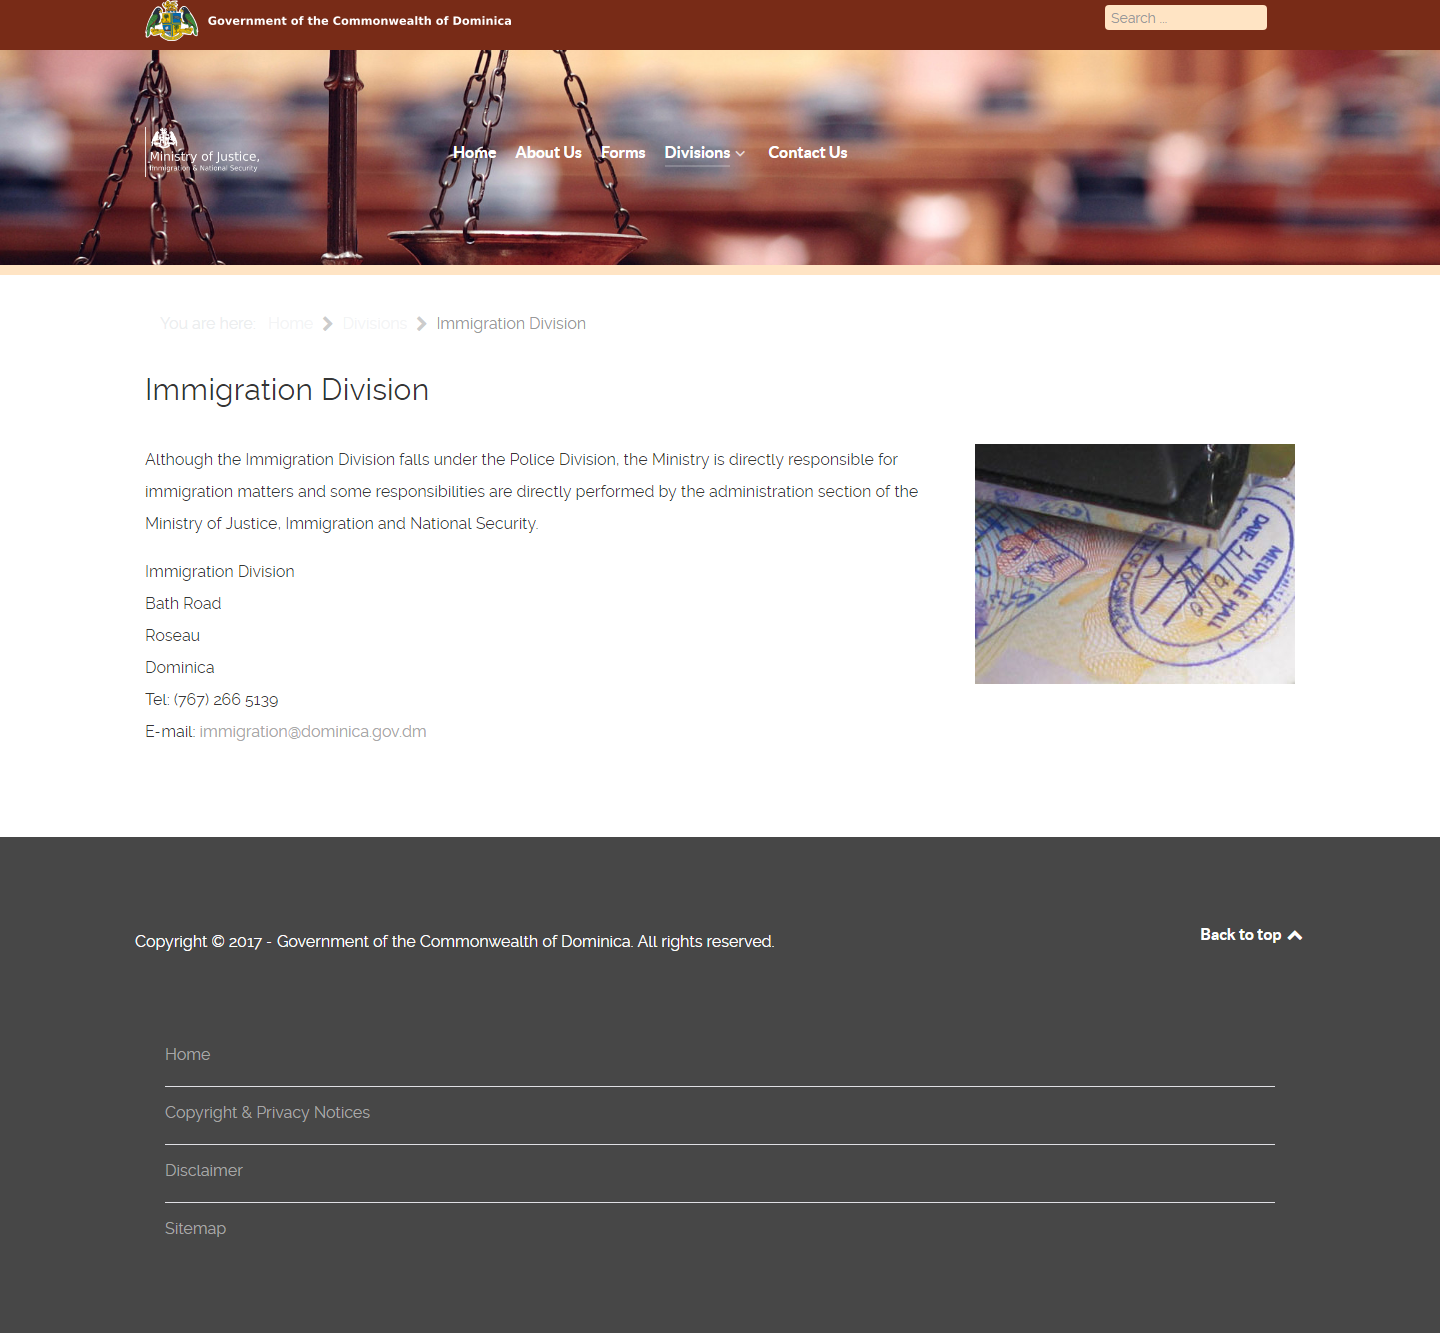 Government of the Commonwealth of Dominica
Search ...
Ministry of Justice,
Immigration & National Security
Home
About Us
Forms
Divisions
Contact Us
You are here: Home Divisions Immigration Division
Immigration Division
Although the Immigration Division falls under the Police Division, the Ministry is directly responsible for
immigration matters and some responsibilities are directly performed by the administration section of the
Ministry of Justice, Immigration and National Security.
Immigration Division
Bath Road
Roseau
Dominica
Tel: (767) 266 5139
E-mail: immigration@dominica.gov.dm
DATE:
MELVILLE HALL
OF DOMINICA
Copyright © 2017 - Government of the Commonwealth of Dominica. All rights reserved.
Back to top
Home
Copyright & Privacy Notices
Disclaimer
Sitemap